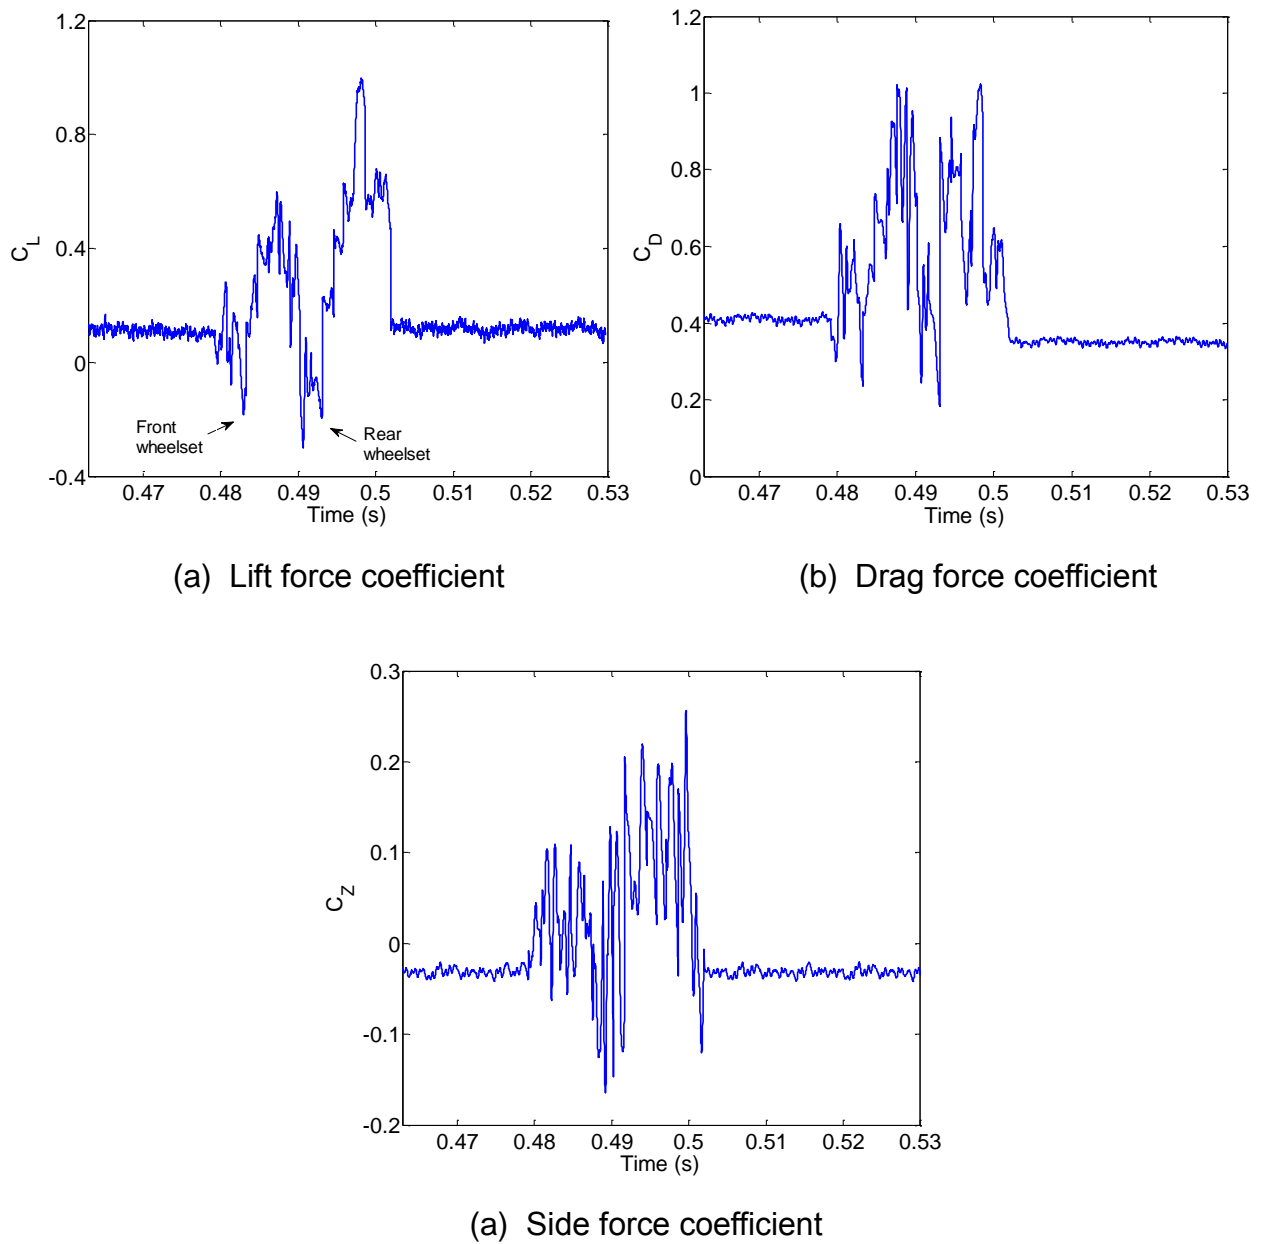 1.2
0.8
0.4
0
-0.4
C_L
Front
wheelset
Rear
wheelset
0.47 0.48 0.49 0.5 0.51 0.52 0.53
Time (s)
(a) Lift force coefficient
1.2
1
0.8
0.6
0.4
0.2
0
C_D
0.47 0.48 0.49 0.5 0.51 0.52 0.53
Time (s)
(b) Drag force coefficient
0.3
0.2
0.1
0
-0.1
-0.2
C_Z
0.47 0.48 0.49 0.5 0.51 0.52 0.53
Time (s)
(a) Side force coefficient